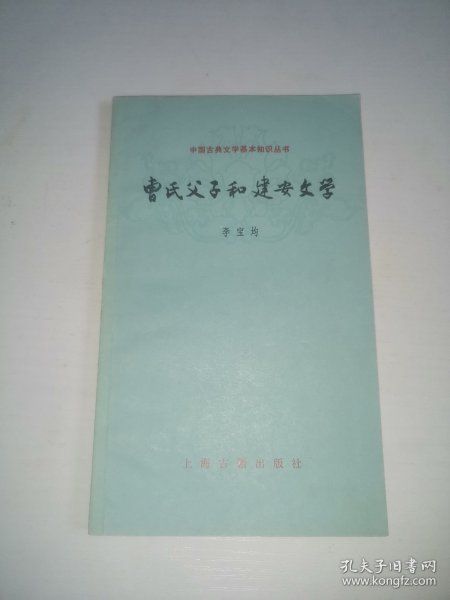 中国古典文学基本知识丛书
曹氏父子和建安文学
李宝均
上海古籍出版社
孔夫子旧书网
www.kongfz.com